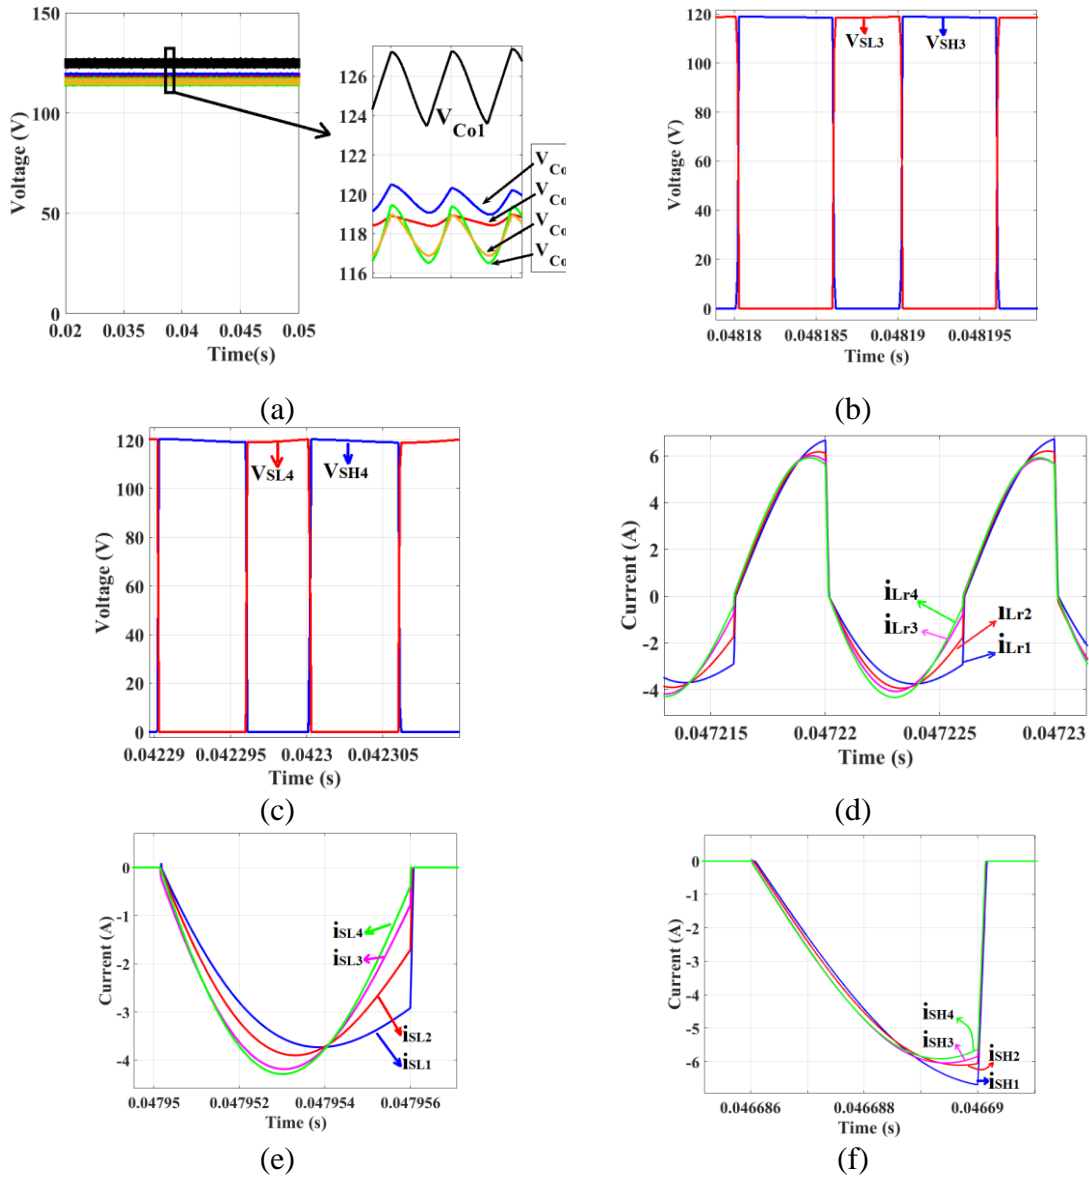 150
100
50
0
Voltage (V)
0.02 0.035 0.04 0.045 0.05
Time(s)
126
124
122
120
118
116
V Co1
V Co
V Co
V Co
V Co
(a)
120
100
80
60
40
20
0
Voltage (V)
VSL3 VSH3
0.04818 0.048185 0.04819 0.048195
Time (s)
(b)
120
100
80
60
40
20
0
Voltage (V)
VSL4 VSH4
0.04229 0.042295 0.0423 0.042305
Time (s)
(c)
6
4
2
0
-2
-4
Current (A)
iLr4
iLr3
iLr2
iLr1
0.047215 0.04722 0.047225 0.04723
Time (s)
(d)
0
-1
-2
-3
-4
Current (A)
iSL4
iSL3
iSL2
iSL1
0.04795 0.047952 0.047954 0.047956
Time (s)
(e)
0
-1
-2
-3
-4
-5
-6
Current (A)
iSH4
iSH3
iSH2
iSH1
0.046686 0.046688 0.04669
Time (s)
(f)